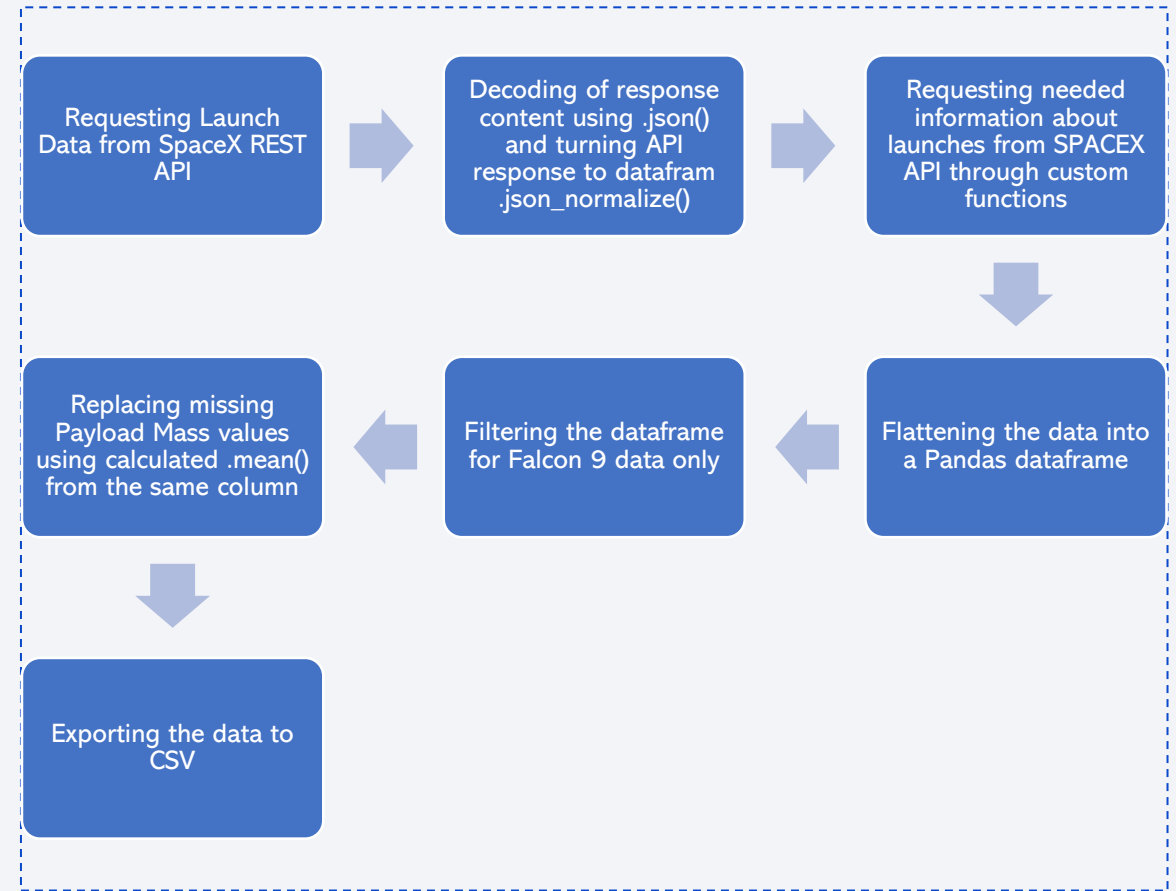 Requesting Launch
Data from SpaceX REST
API
Decoding of response
content using .json()
and turning API
response to datafram
.json_normalize()
Requesting needed
information about
launches from SPACEX
API through custom
functions
Flattening the data into
a Pandas dataframe
Filtering the dataframe
for Falcon 9 data only
Replacing missing
Payload Mass values
using calculated .mean()
from the same column
Exporting the data to
CSV